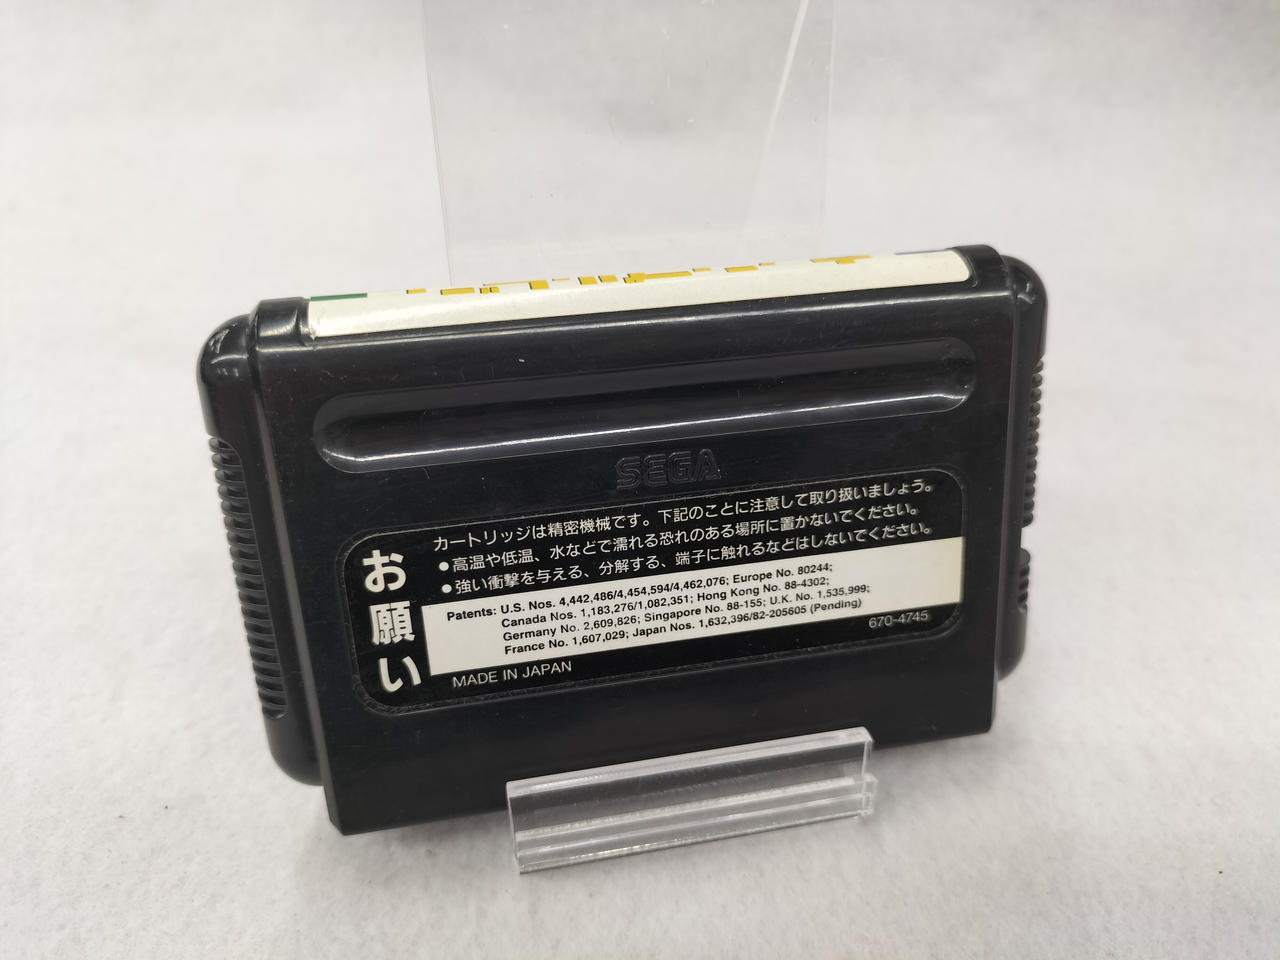 SEGA
お願い
カートリッジは精密機械です。下記のことに注意して取り扱いましょう。
●高温や低温、水などで濡れる恐れのある場所に置かないでください。
●強い衝撃を与える、分解する、端子に触れるなどはしないでください。
Patents: U.S. Nos. 4,442,486/4,454,594/4,462,076; Europe No. 80244;
Canada Nos. 1,183,276/1,082,351; Hong Kong No. 88-4302;
Germany No. 2,609,826; Singapore No. 88-155; U.K. No. 1,535,999;
France No. 1,607,029; Japan Nos. 1,632,396/82-205605 (Pending)
MADE IN JAPAN
670-4745